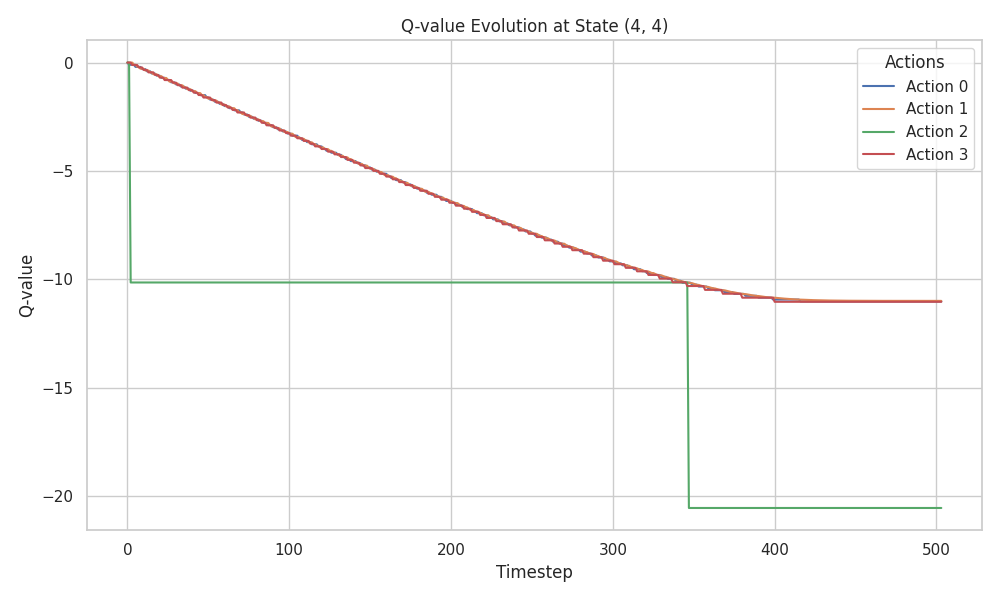 Q-value Evolution at State (4, 4)
Actions
Action 0
Action 1
Action 2
Action 3
Q-value
0
−5
−10
−15
−20
0 100 200 300 400 500
Timestep